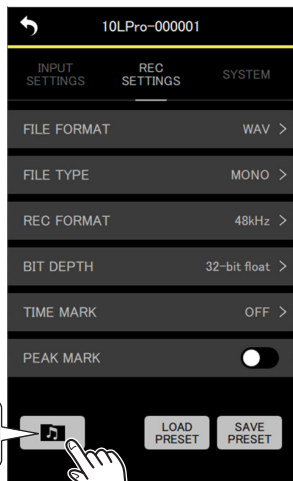 10LPro-000001
INPUT SETTINGS
REC SETTINGS
SYSTEM
FILE FORMAT WAV >
FILE TYPE MONO >
REC FORMAT 48kHz >
BIT DEPTH 32-bit float >
TIME MARK OFF >
PEAK MARK
LOAD PRESET
SAVE PRESET